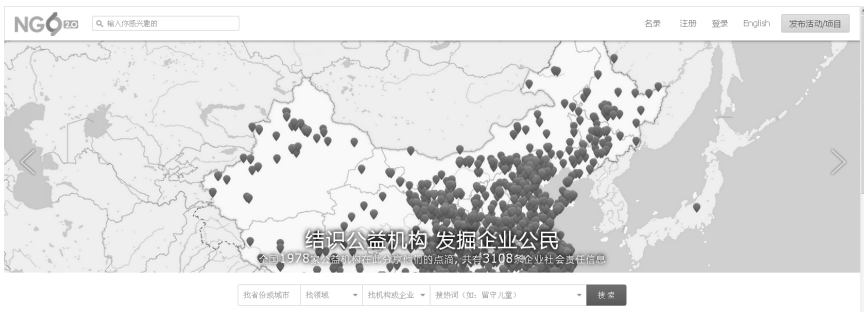 NGO 2.0
输入你感兴趣的
名录 注册 登录 English 发布活动/项目
结识公益机构 发掘企业公民
全国1978家公益机构在此分享他们的点滴, 共有3108条企业社会责任信息
找省份或城市 找领域 找机构或企业 搜热词（如：留守儿童） 搜 索